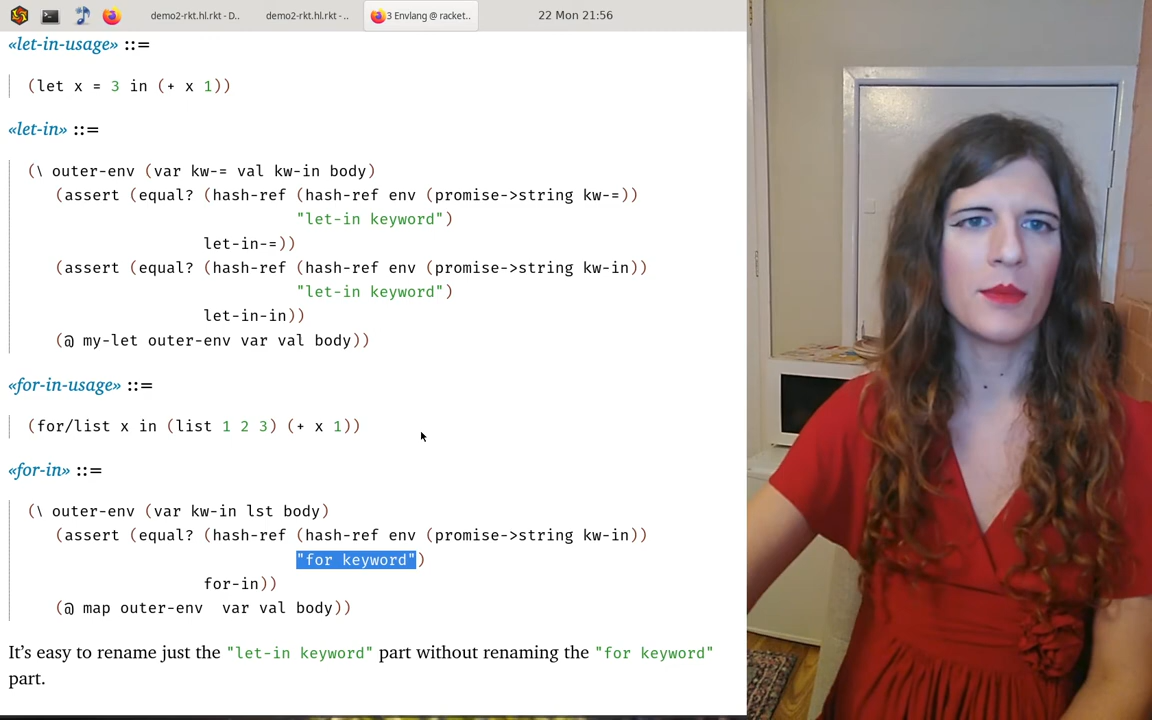 demo2-rkt.hl.rkt - D.. demo2-rkt.hl.rkt - .. 3 Envlang @ racket.. 22 Mon 21:56
«let-in-usage» ::=
(let x = 3 in (+ x 1))
«let-in» ::=
(\ outer-env (var kw-= val kw-in body)
(assert (equal? (hash-ref (hash-ref env (promise->string kw-=))
"let-in keyword")
let-in-=))
(assert (equal? (hash-ref (hash-ref env (promise->string kw-in))
"let-in keyword")
let-in-in))
(@ my-let outer-env var val body))
«for-in-usage» ::=
(for/list x in (list 1 2 3) (+ x 1))
«for-in» ::=
(\ outer-env (var kw-in lst body)
(assert (equal? (hash-ref (hash-ref env (promise->string kw-in))
"for keyword")
for-in))
(@ map outer-env  var val body))
It’s easy to rename just the "let-in keyword" part without renaming the "for keyword"
part.